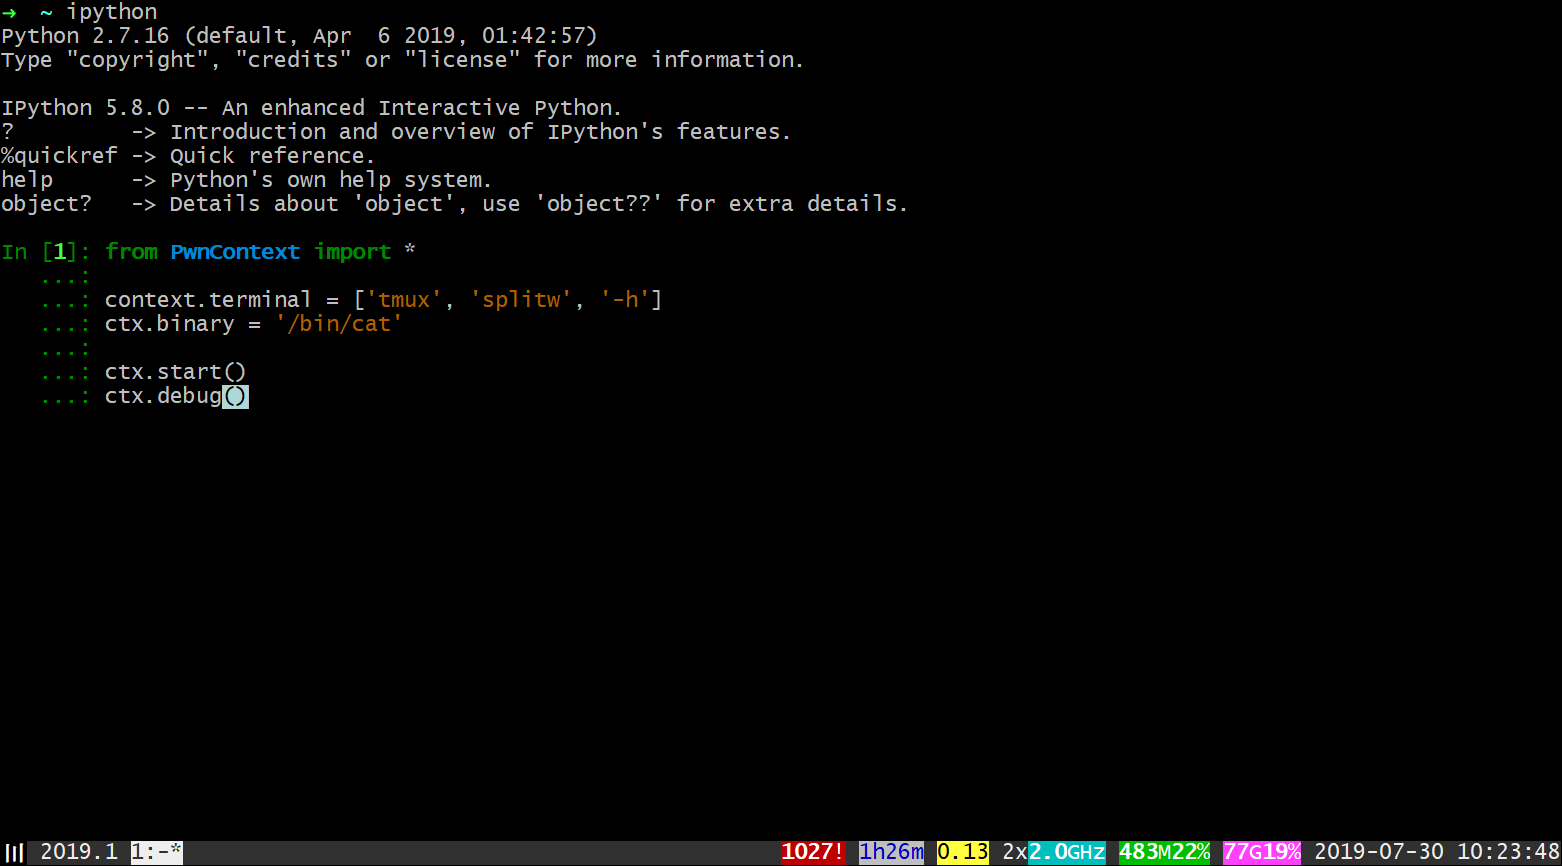 →  ~ ipython
Python 2.7.16 (default, Apr  6 2019, 01:42:57)
Type "copyright", "credits" or "license" for more information.
IPython 5.8.0 -- An enhanced Interactive Python.
?         -> Introduction and overview of IPython's features.
%quickref -> Quick reference.
help      -> Python's own help system.
object?   -> Details about 'object', use 'object??' for extra details.
In [1]: from PwnContext import *
   ...:
   ...: context.terminal = ['tmux', 'splitw', '-h']
   ...: ctx.binary = '/bin/cat'
   ...:
   ...: ctx.start()
   ...: ctx.debug()
2019.1 1:-* 1027! 1h26m 0.13 2x2.0GHz 483M22% 77G19% 2019-07-30 10:23:48